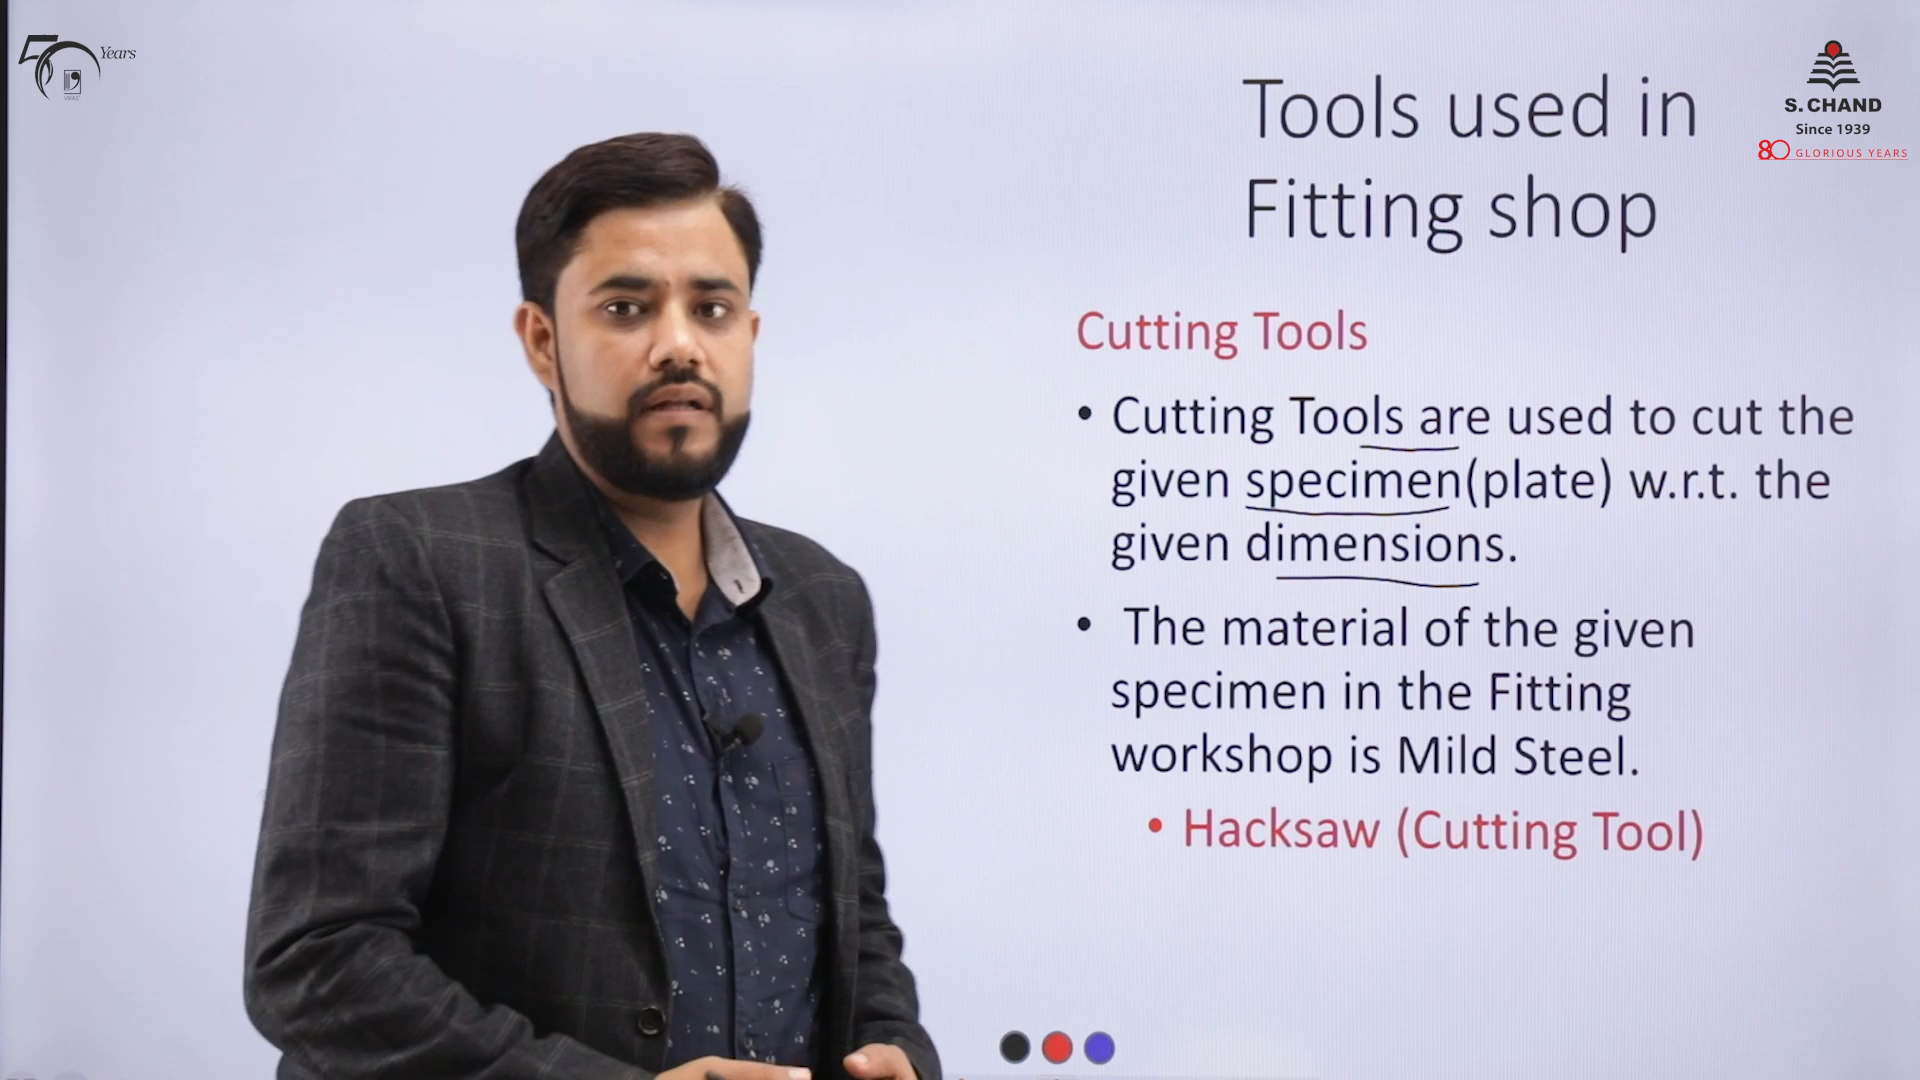 50 Years
VIKAS
Tools used in
Fitting shop
S. CHAND
Since 1939
80 GLORIOUS YEARS
Cutting Tools
• Cutting Tools are used to cut the
given specimen(plate) w.r.t. the
given dimensions.
• The material of the given
specimen in the Fitting
workshop is Mild Steel.
• Hacksaw (Cutting Tool)